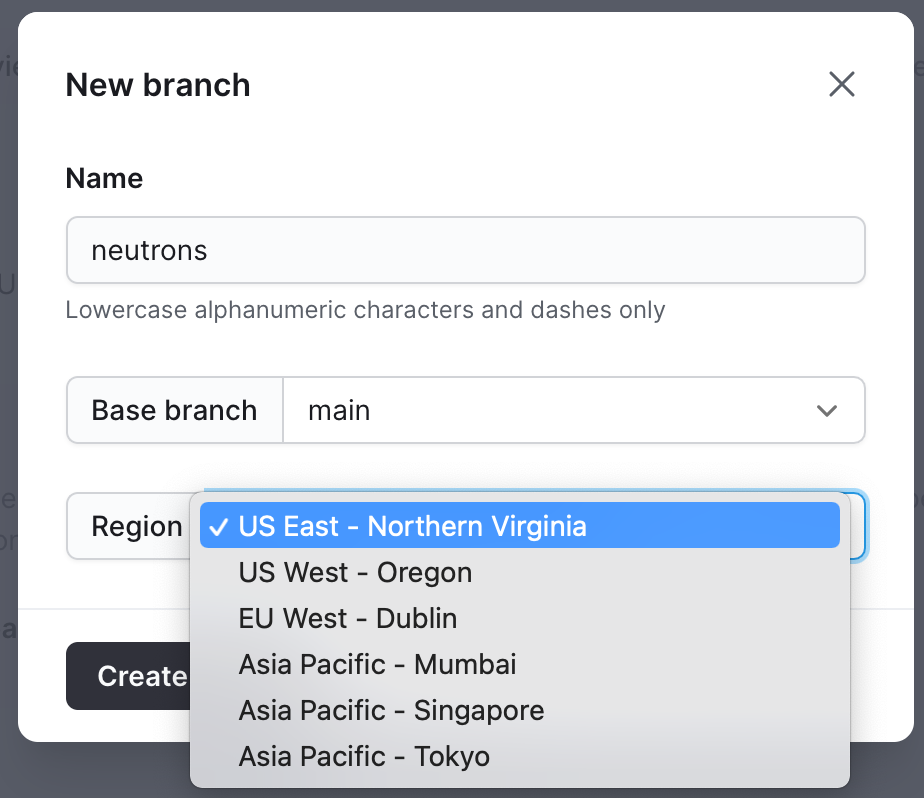 New branch
Name
neutrons
Lowercase alphanumeric characters and dashes only
Base branch
main
Region
US East - Northern Virginia
US West - Oregon
EU West - Dublin
Asia Pacific - Mumbai
Asia Pacific - Singapore
Asia Pacific - Tokyo
Create